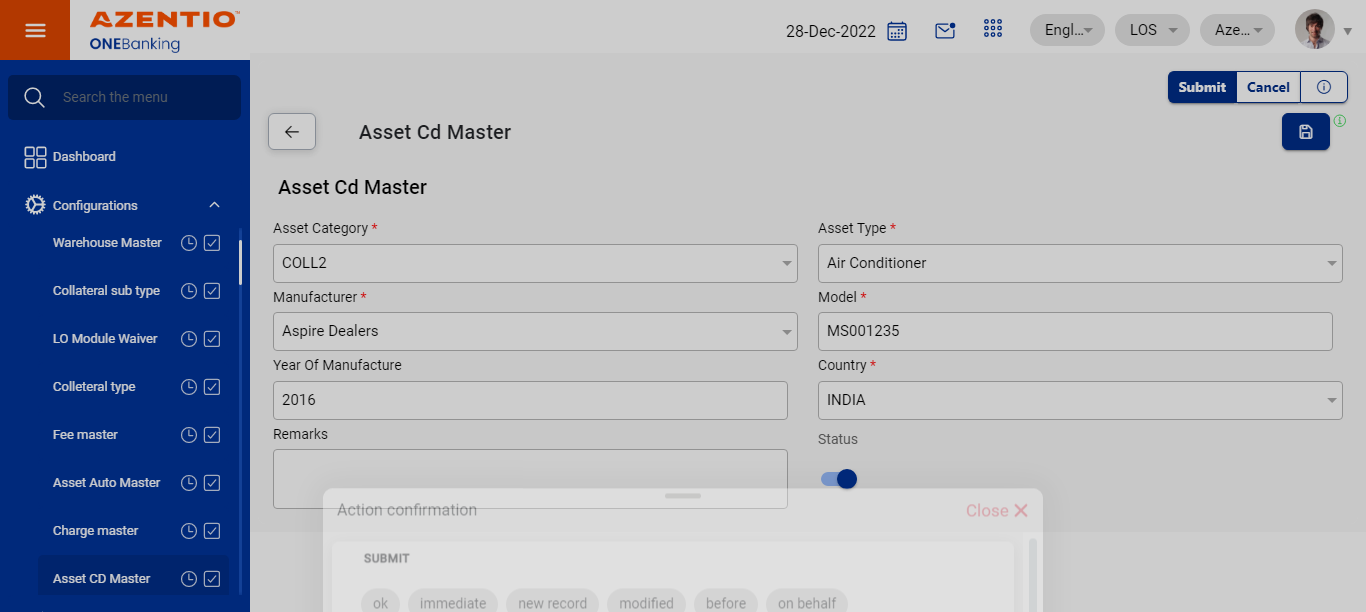 AZENTIO™
ONEBanking
28-Dec-2022
Engl...
LOS
Aze...
Search the menu
Submit
Cancel
Asset Cd Master
Dashboard
Configurations
Warehouse Master
Collateral sub type
LO Module Waiver
Colleteral type
Fee master
Asset Auto Master
Charge master
Asset CD Master
Asset Cd Master
Asset Category *
Asset Type *
COLL2
Air Conditioner
Manufacturer *
Model *
Aspire Dealers
MS001235
Year Of Manufacture
Country *
2016
INDIA
Remarks
Status
Action confirmation
Close
SUBMIT
ok
immediate
new record
modified
before
on behalf